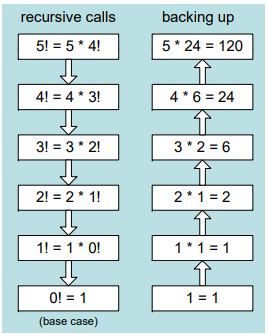 recursive calls
5! = 5 * 4!
4! = 4 * 3!
3! = 3 * 2!
2! = 2 * 1!
1! = 1 * 0!
0! = 1
(base case)
backing up
5 * 24 = 120
4 * 6 = 24
3 * 2 = 6
2 * 1 = 2
1 * 1 = 1
1 = 1